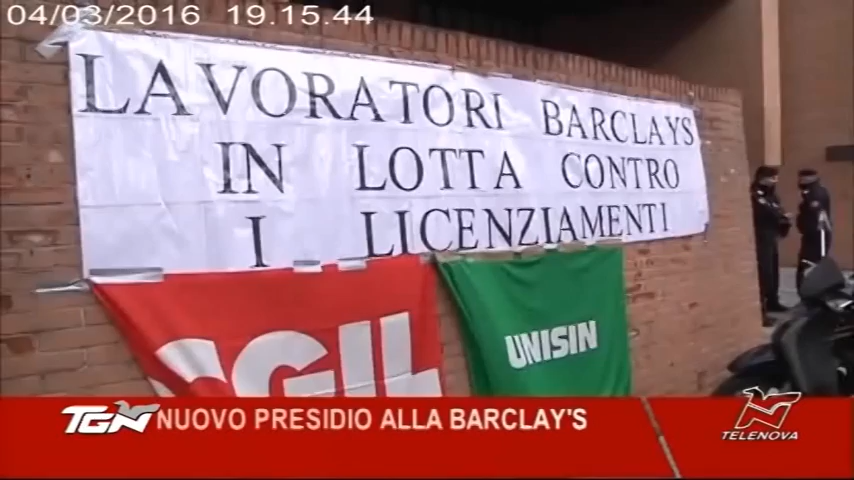 04/03/2016 19.15.44
LAVORATORI BARCLAYS
IN LOTTA CONTRO
I LICENZIAMENTI
CGIL
UNISIN
TGN NUOVO PRESIDIO ALLA BARCLAY'S
TELENOVA